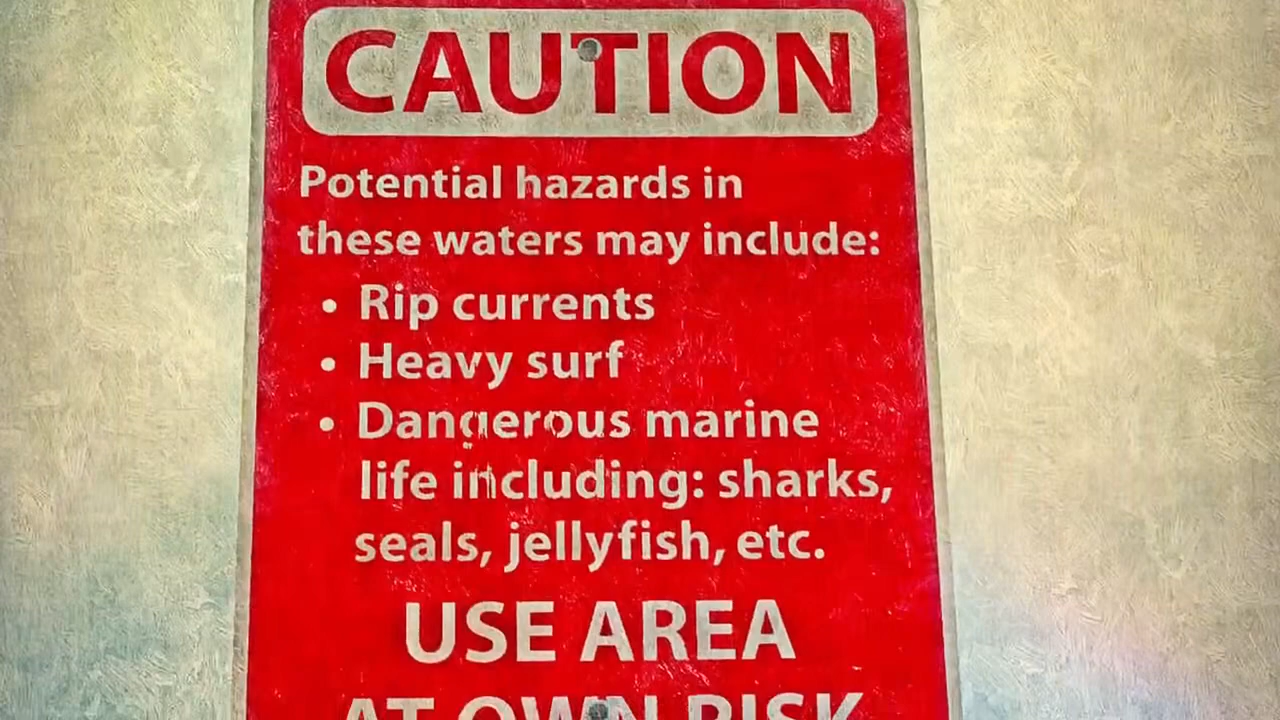 CAUTION
Potential hazards in
these waters may include:
• Rip currents
• Heavy surf
• Dangerous marine
life including: sharks,
seals, jellyfish, etc.
USE AREA
AT OWN RISK